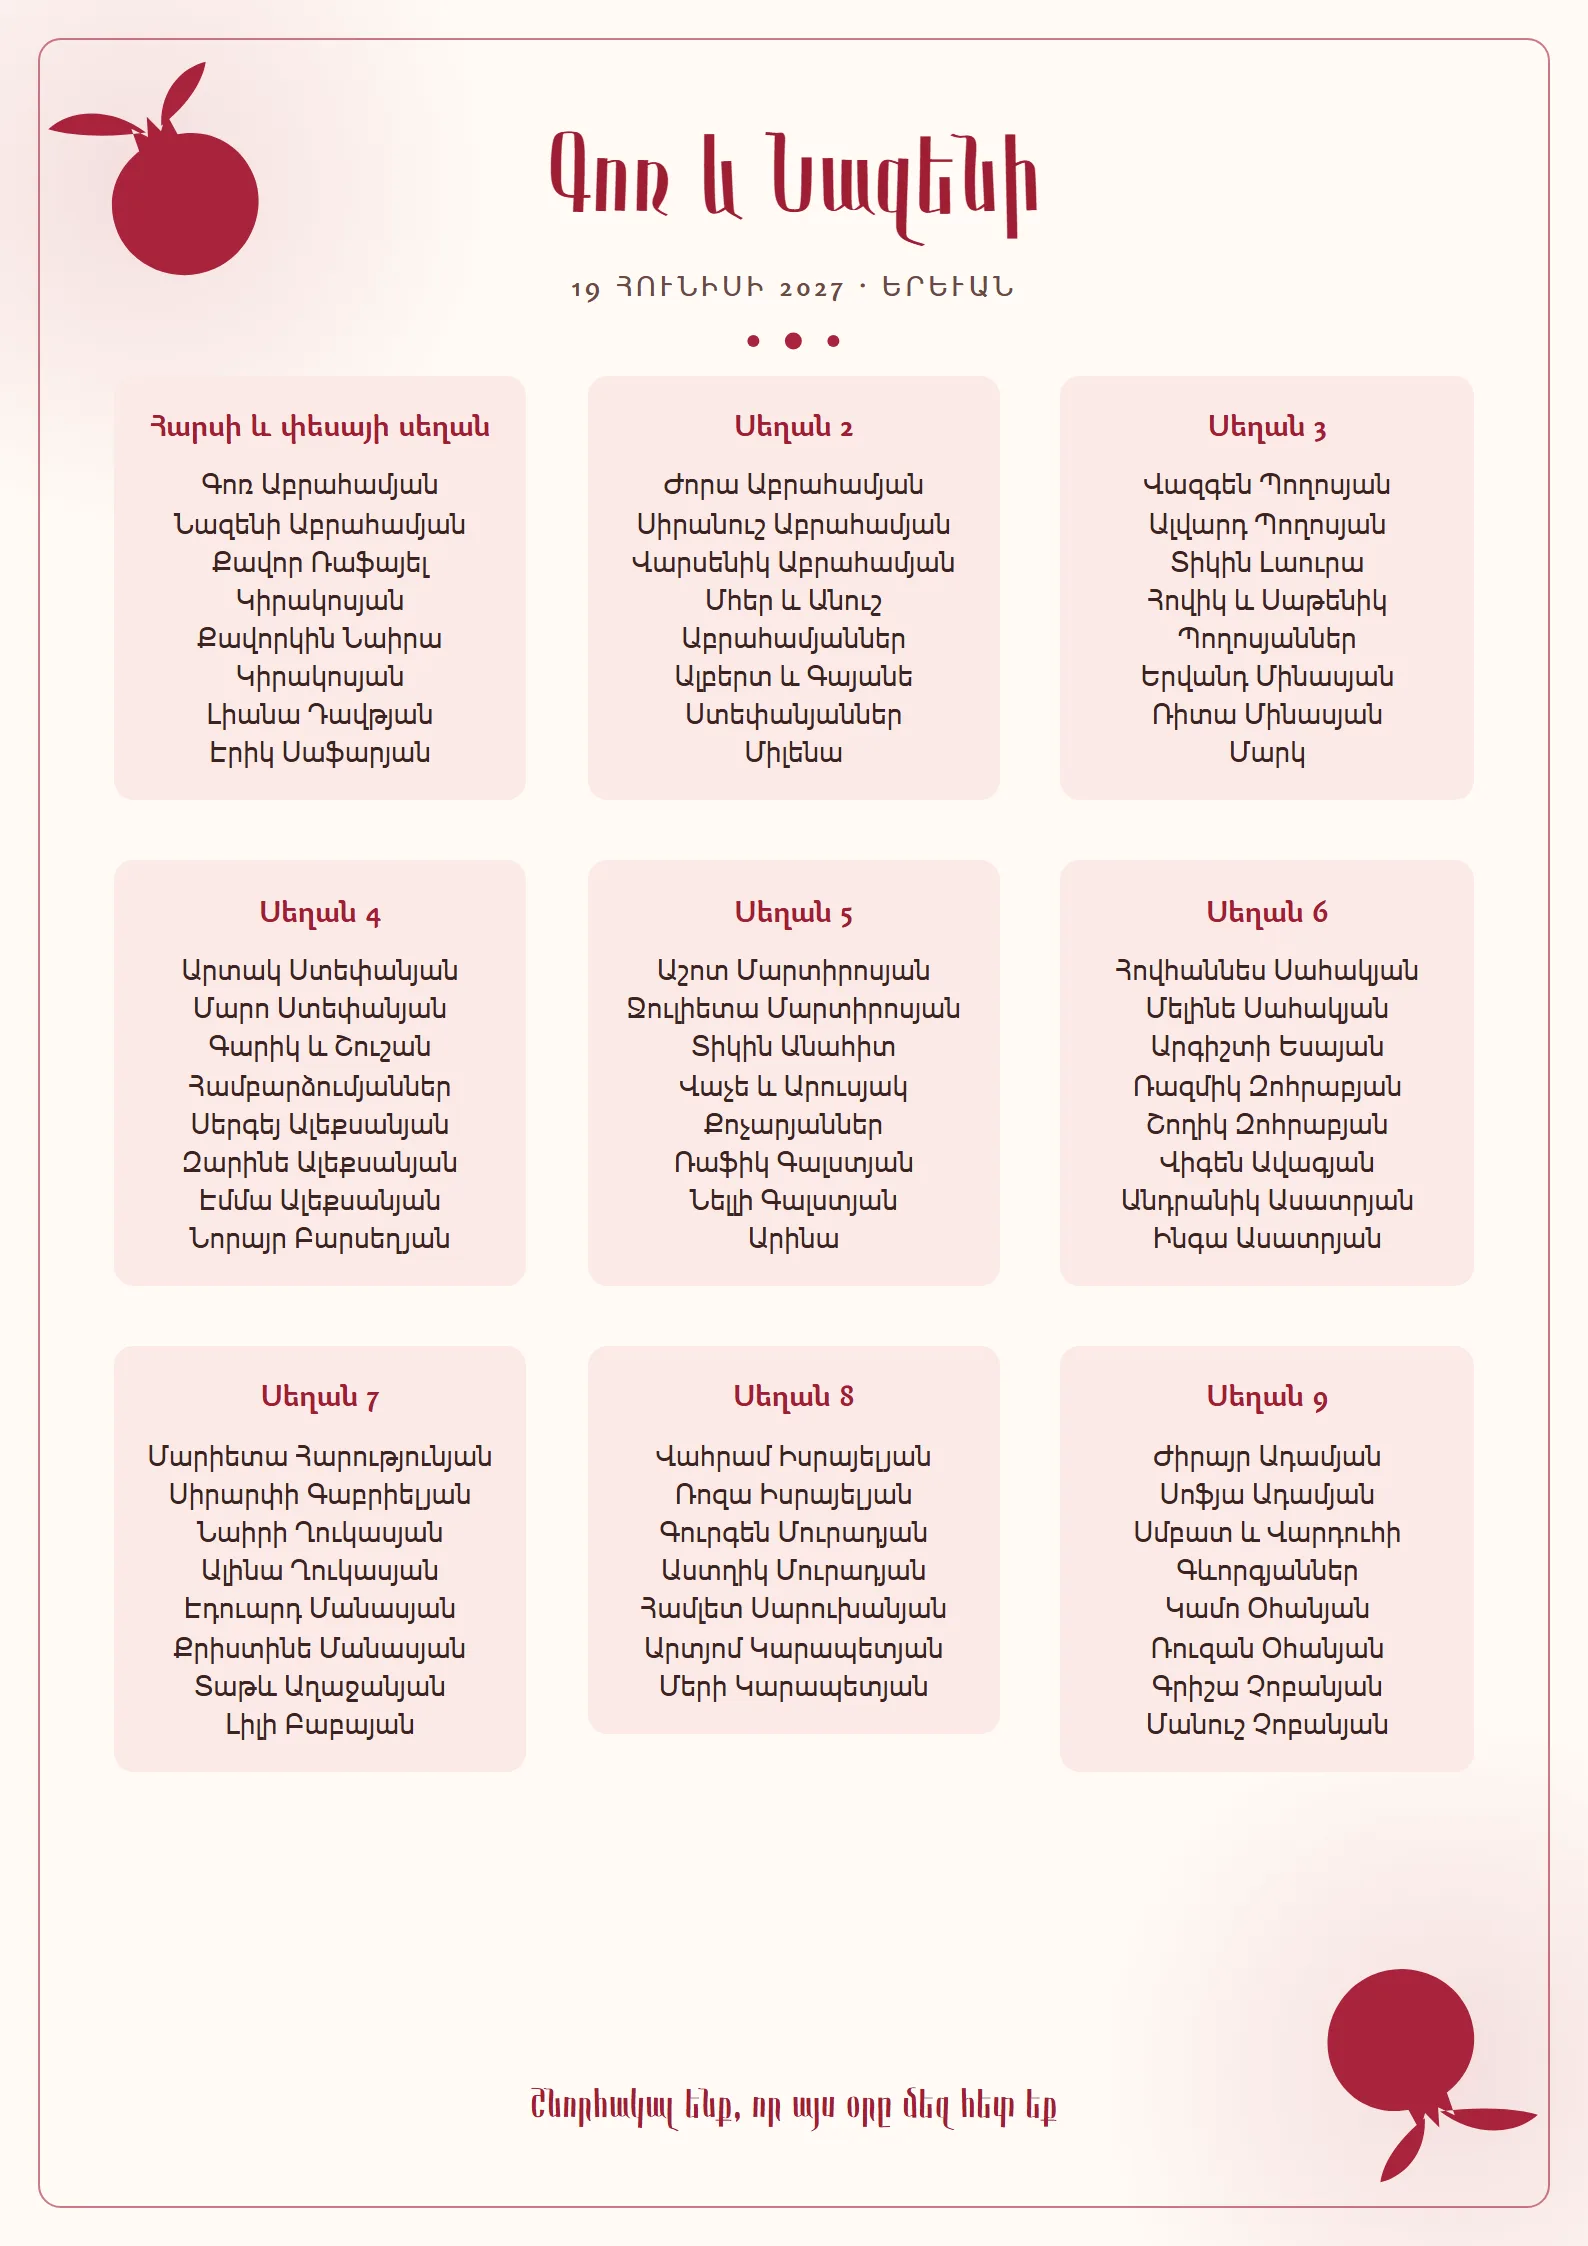 Գոռ և Նազենի
19 ՀՈՒՆԻՍԻ 2027 · ԵՐԵՒԱՆ
Հարսի և փեսայի սեղան
Գոռ Աբրահամյան
Նազենի Աբրահամյան
Քավոր Ռաֆայել
Կիրակոսյան
Քավորկին Նաիրա
Կիրակոսյան
Լիանա Դավթյան
Էրիկ Սաֆարյան
Սեղան 2
Ժորա Աբրահամյան
Սիրանուշ Աբրահամյան
Վարսենիկ Աբրահամյան
Մհեր և Անուշ
Աբրահամյաններ
Ալբերտ և Գայանե
Ստեփանյաններ
Միլենա
Սեղան 3
Վազգեն Պողոսյան
Ալվարդ Պողոսյան
Տիկին Լաուրա
Հովիկ և Սաթենիկ
Պողոսյաններ
Երվանդ Մինասյան
Ռիտա Մինասյան
Մարկ
Սեղան 4
Արտակ Ստեփանյան
Մարո Ստեփանյան
Գարիկ և Շուշան
Համբարձումյաններ
Սերգեյ Ալեքսանյան
Զարինե Ալեքսանյան
Էմմա Ալեքսանյան
Նորայր Բարսեղյան
Սեղան 5
Աշոտ Մարտիրոսյան
Ջուլիետա Մարտիրոսյան
Տիկին Անահիտ
Վաչե և Արուսյակ
Քոչարյաններ
Ռաֆիկ Գալստյան
Նելլի Գալստյան
Արինա
Սեղան 6
Հովհաննես Սահակյան
Մելինե Սահակյան
Արգիշտի Եսայան
Ռազմիկ Զոհրաբյան
Շողիկ Զոհրաբյան
Վիգեն Ավագյան
Անդրանիկ Ասատրյան
Ինգա Ասատրյան
Սեղան 7
Մարիետա Հարությունյան
Սիրարփի Գաբրիելյան
Նաիրի Ղուկասյան
Ալինա Ղուկասյան
Էդուարդ Մանասյան
Քրիստինե Մանասյան
Տաթև Աղաջանյան
Լիլի Բաբայան
Սեղան 8
Վահրամ Իսրայելյան
Ռոզա Իսրայելյան
Գուրգեն Մուրադյան
Աստղիկ Մուրադյան
Համլետ Սարուխանյան
Արտյոմ Կարապետյան
Մերի Կարապետյան
Սեղան 9
Ժիրայր Ադամյան
Սոֆյա Ադամյան
Սմբատ և Վարդուհի
Գևորգյաններ
Կամո Օհանյան
Ռուզան Օհանյան
Գրիշա Չոբանյան
Մանուշ Չոբանյան
Շնորհակալ ենք, որ այս օրը մեզ հետ եք